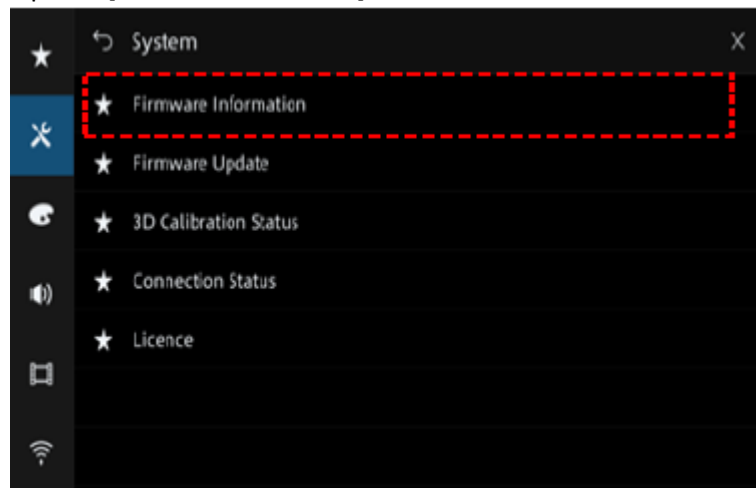 System X
Firmware Information
Firmware Update
3D Calibration Status
Connection Status
Licence